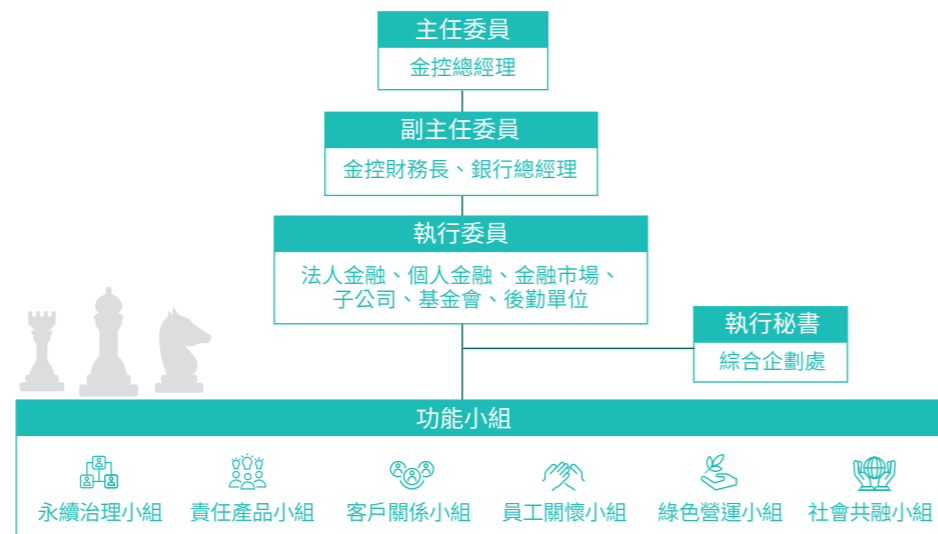 主任委員
金控總經理
副主任委員
金控財務長、銀行總經理
執行委員
法人金融、個人金融、金融市場、
子公司、基金會、後勤單位
執行秘書
綜合企劃處
功能小組
永續治理小組
責任產品小組
客戶關係小組
員工關懷小組
綠色營運小組
社會共融小組